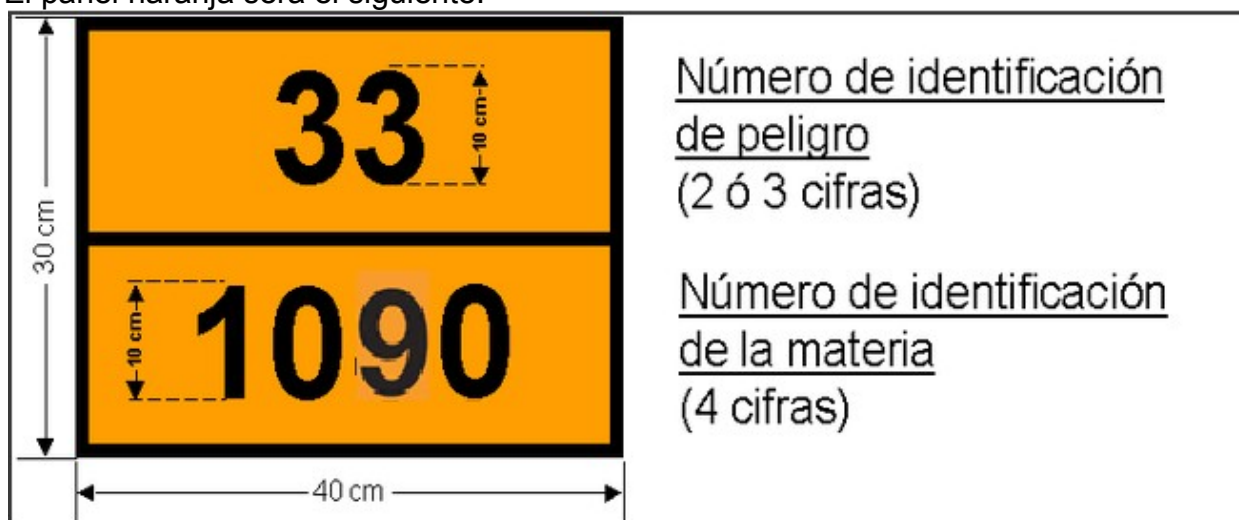 El panel naranja será el siguiente:
33
10 cm
Número de identificación
de peligro
(2 ó 3 cifras)
30 cm
10 cm
1090
Número de identificación
de la materia
(4 cifras)
40 cm